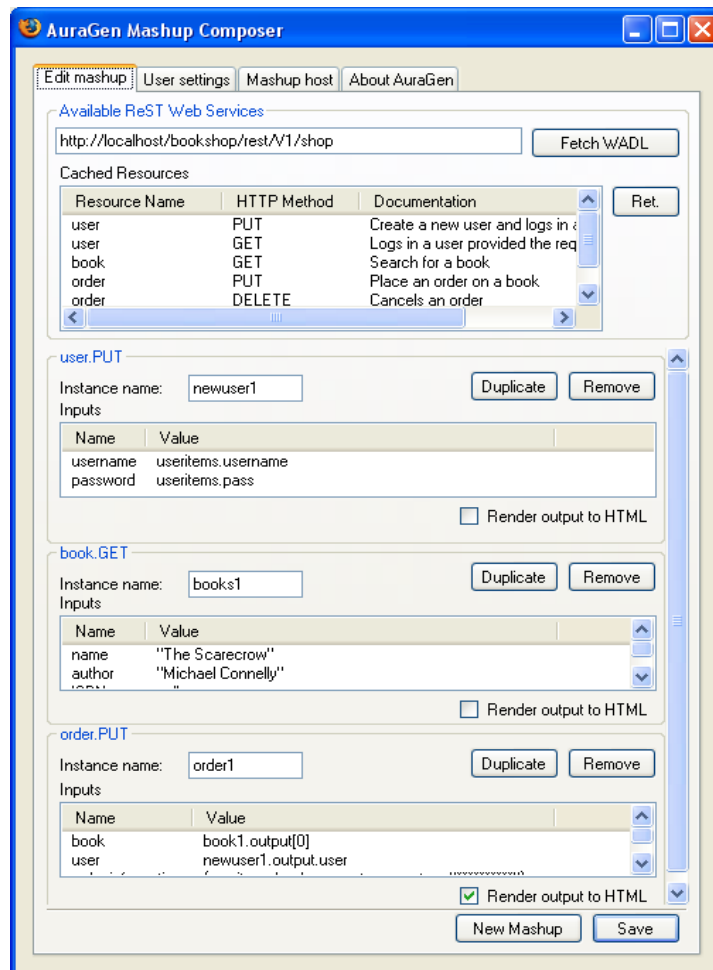 AuraGen Mashup Composer
Edit mashup User settings Mashup host About AuraGen
Available ReST Web Services
http://localhost/bookshop/rest/V1/shop Fetch WADL
Cached Resources
Resource Name HTTP Method Documentation Ret.
user PUT Create a new user and logs in
user GET Logs in a user provided the req
book GET Search for a book
order PUT Place an order on a book
order DELETE Cancels an order
user.PUT
Instance name: newuser1 Duplicate Remove
Inputs
Name Value
username useritems.username
password useritems.pass
Render output to HTML
book.GET
Instance name: books1 Duplicate Remove
Inputs
Name Value
name "The Scarecrow"
author "Michael Connelly"
Render output to HTML
order.PUT
Instance name: order1 Duplicate Remove
Inputs
Name Value
book book1.output[0]
user newuser1.output.user
Render output to HTML
New Mashup Save